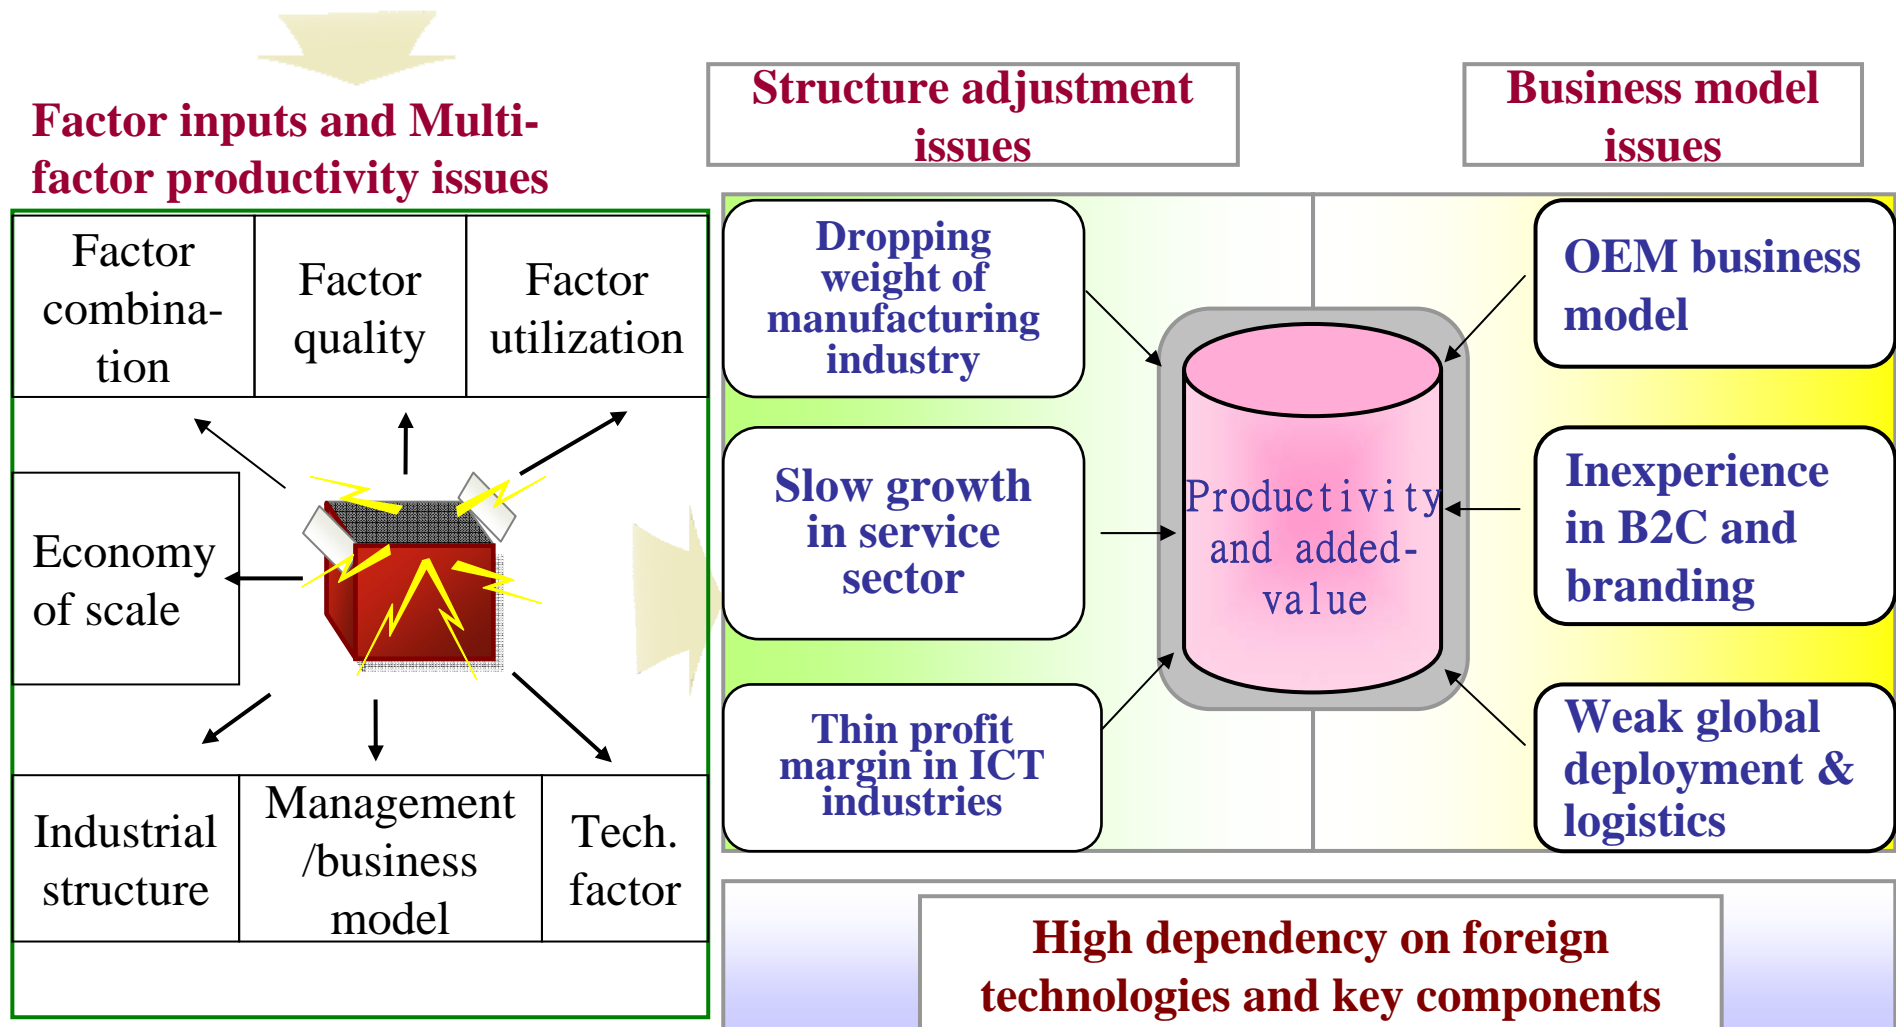 Factor inputs and Multi-
factor productivity issues
Factor
combina-
tion
Factor
quality
Factor
utilization
Economy
of scale
Industrial
structure
Management
/business
model
Tech.
factor
Structure adjustment
issues
Business model
issues
Dropping
weight of
manufacturing
industry
Slow growth
in service
sector
Thin profit
margin in ICT
industries
Productivity
and added-
value
OEM business
model
Inexperience
in B2C and
branding
Weak global
deployment &
logistics
High dependency on foreign
technologies and key components